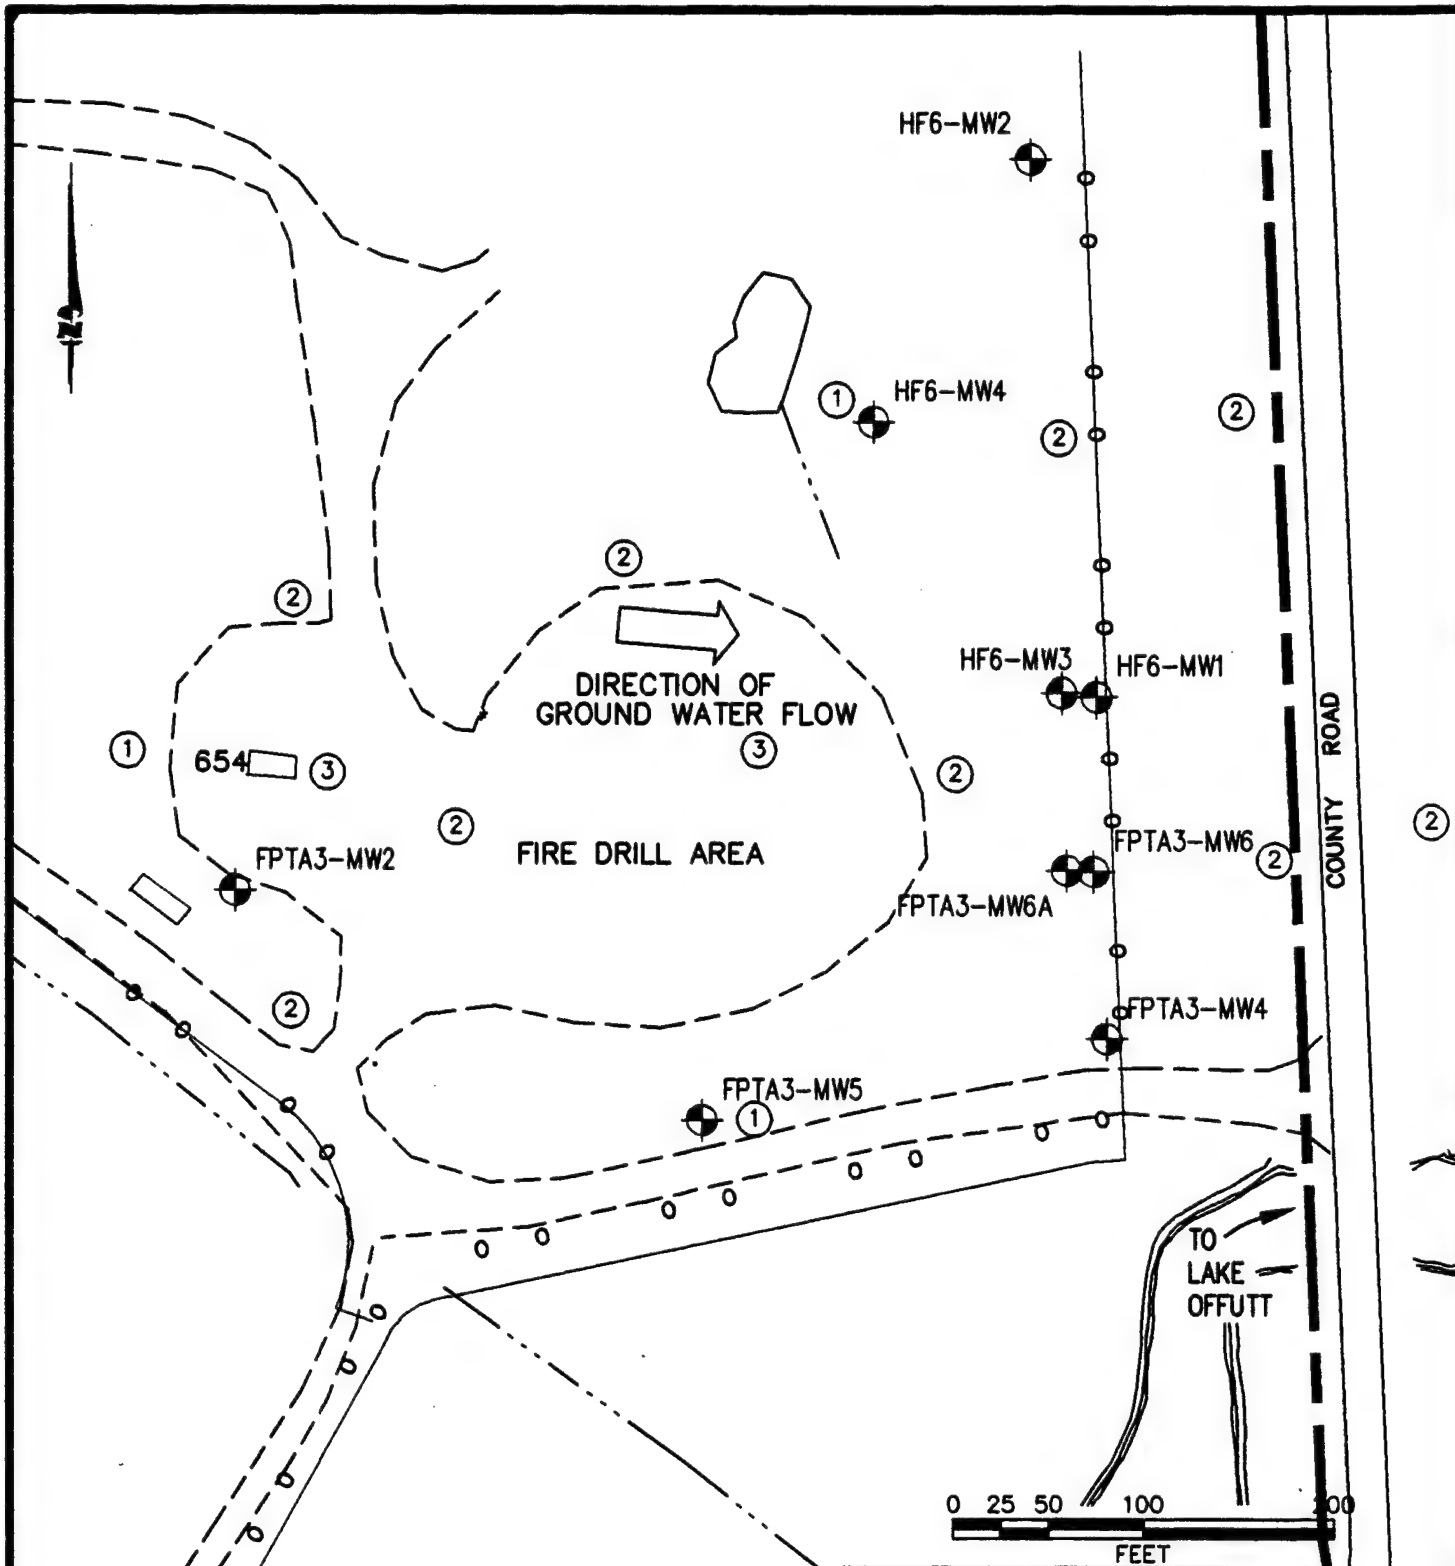 HF6-MW2
N
① HF6-MW4
②
②
②
②
DIRECTION OF
GROUND WATER FLOW
HF6-MW3
HF6-MW1
COUNTY ROAD
①
654
③
③
②
②
②
FIRE DRILL AREA
FPTA3-MW2
FPTA3-MW6
②
FPTA3-MW6A
②
FPTA3-MW4
FPTA3-MW5
①
TO
LAKE
OFFUTT
0 25 50 100 200
FEET